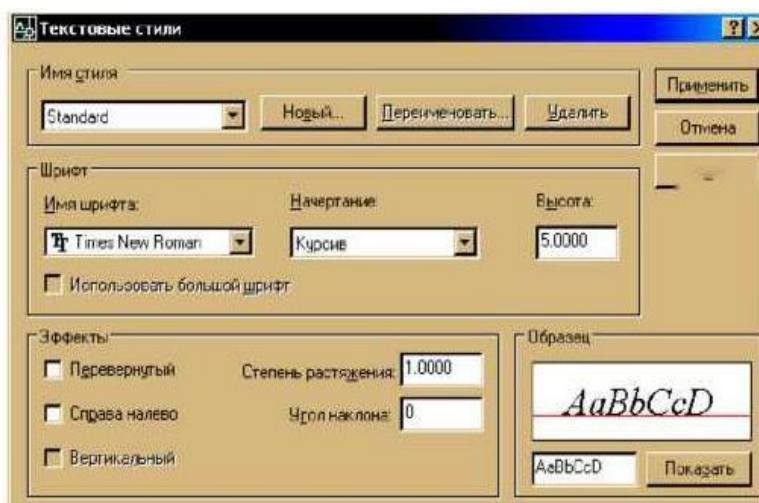 Текстовые стили
Имя стиля
Standard
Новый...
Переименовать...
Удалить
Применить
Отмена
Шрифт
Имя шрифта:
Начертание:
Высота:
Times New Roman
Курсив
5.0000
Использовать большой шрифт
Эффекты
Перевернутый
Степень растяжения: 1.0000
Справа налево
Угол наклона: 0
Вертикальный
Образец
AaBbCcD
AaBbCcD
Показать